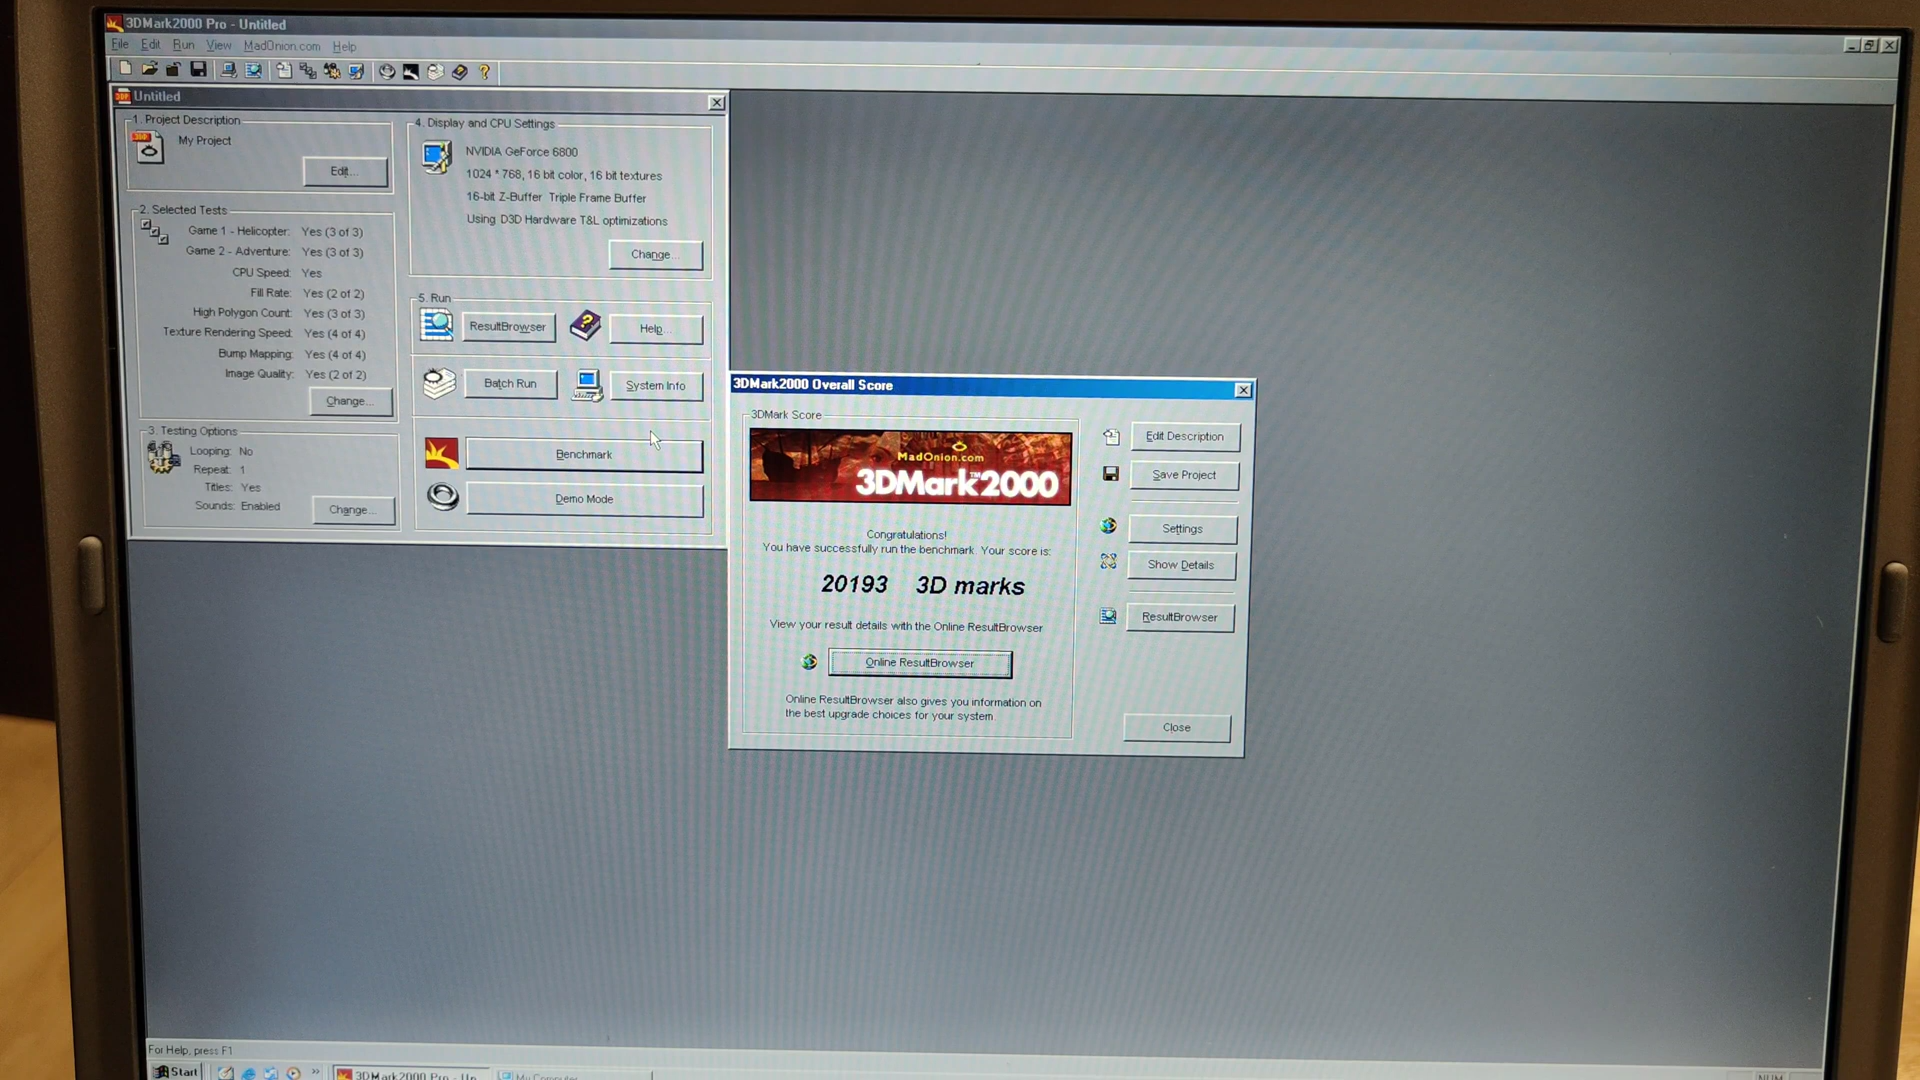 3DMark2000 Pro - Untitled
File Edit Run View MadOnion.com Help
Untitled
1. Project Description
My Project
Edit...
2. Selected Tests
Game 1 - Helicopter: Yes (3 of 3)
Game 2 - Adventure: Yes (3 of 3)
CPU Speed: Yes
Fill Rate: Yes (2 of 2)
High Polygon Count: Yes (3 of 3)
Texture Rendering Speed: Yes (4 of 4)
Bump Mapping: Yes (4 of 4)
Image Quality: Yes (2 of 2)
Change...
3. Testing Options
Looping: No
Repeat: 1
Titles: Yes
Sounds: Enabled
Change...
4. Display and CPU Settings
NVIDIA GeForce 6800
1024 * 768, 16 bit color, 16 bit textures
16-bit Z-Buffer Triple Frame Buffer
Using D3D Hardware T&L optimizations
Change...
5. Run
ResultBrowser
Help...
Batch Run
System Info
Benchmark
Demo Mode
3DMark2000 Overall Score
3DMark Score
MadOnion.com
3DMark™2000
Congratulations!
You have successfully run the benchmark. Your score is:
20193 3D marks
View your result details with the Online ResultBrowser
Online ResultBrowser
Online ResultBrowser also gives you information on
the best upgrade choices for your system.
Edit Description
Save Project
Settings
Show Details
ResultBrowser
Close
For Help, press F1
Start
3DMark2000 Pro - Un...
My Computer
NUM